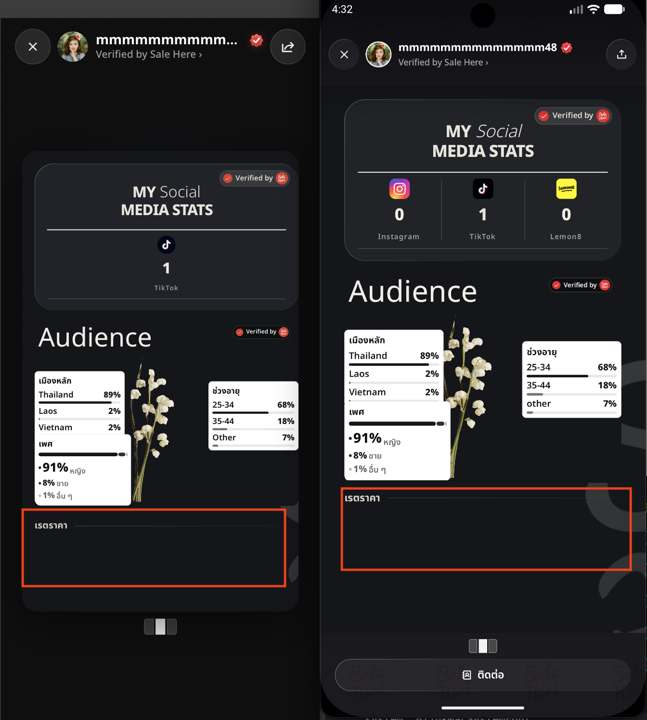 mmmmmmmmmm...
Verified by Sale Here ›
Verified by
MY Social
MEDIA STATS
1
TikTok
Audience
Verified by
เมืองหลัก
Thailand 89%
Laos 2%
Vietnam 2%
เพศ
•91% หญิง
•8% ชาย
•1% อื่น ๆ
ช่วงอายุ
25-34 68%
35-44 18%
Other 7%
เรตราคา
4:32
mmmmmmmmmmmmmm48
Verified by Sale Here ›
Verified by
MY Social
MEDIA STATS
0 1 0
Instagram TikTok Lemon8
Audience
Verified by
เมืองหลัก
Thailand 89%
Laos 2%
Vietnam 2%
เพศ
•91% หญิง
•8% ชาย
•1% อื่น ๆ
ช่วงอายุ
25-34 68%
35-44 18%
other 7%
เรตราคา
ติดต่อ